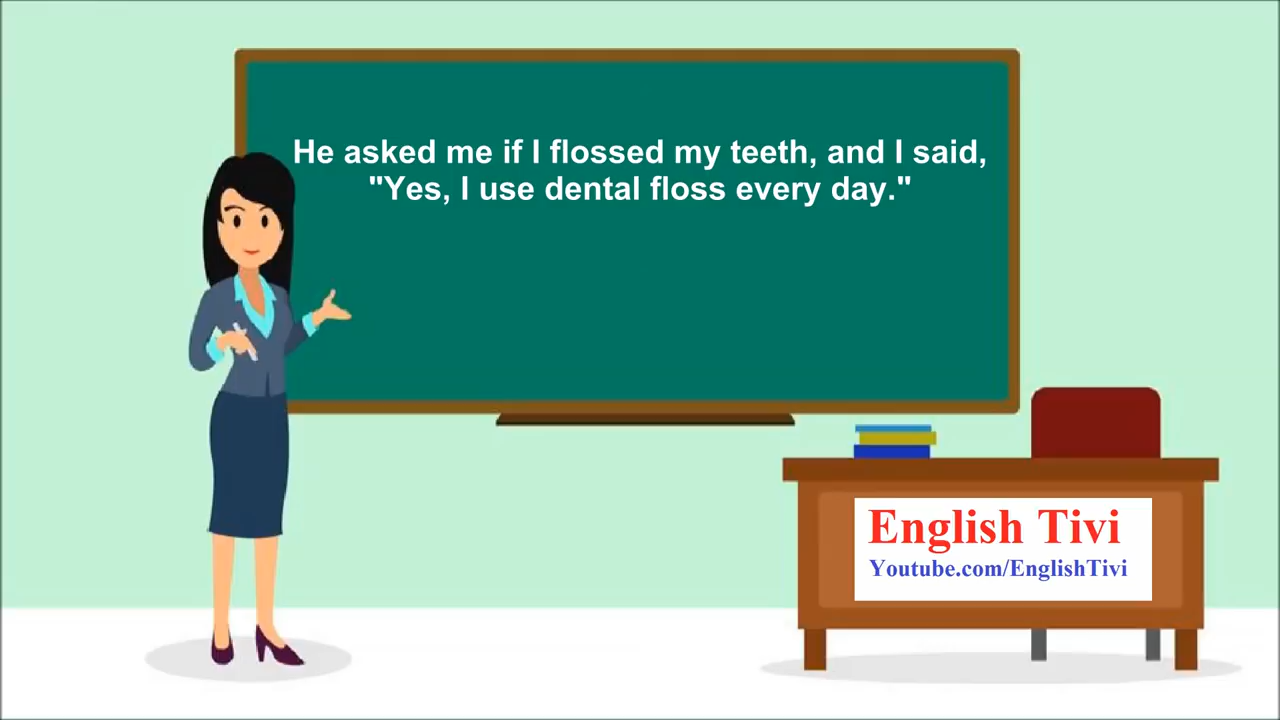 He asked me if I flossed my teeth, and I said,
"Yes, I use dental floss every day."
English Tivi
Youtube.com/EnglishTivi